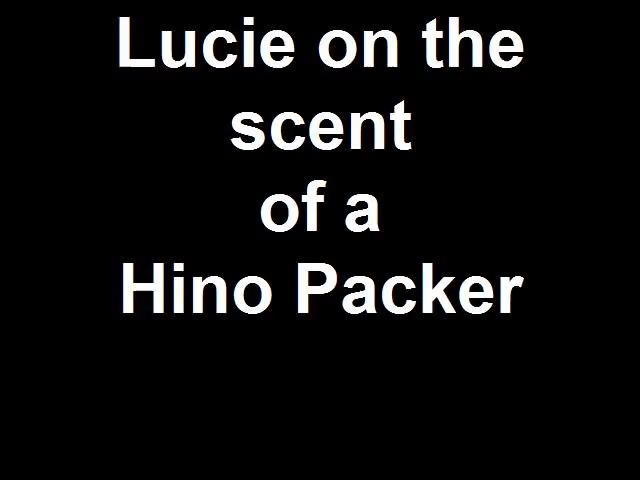 Lucie on the
scent
of a
Hino Packer